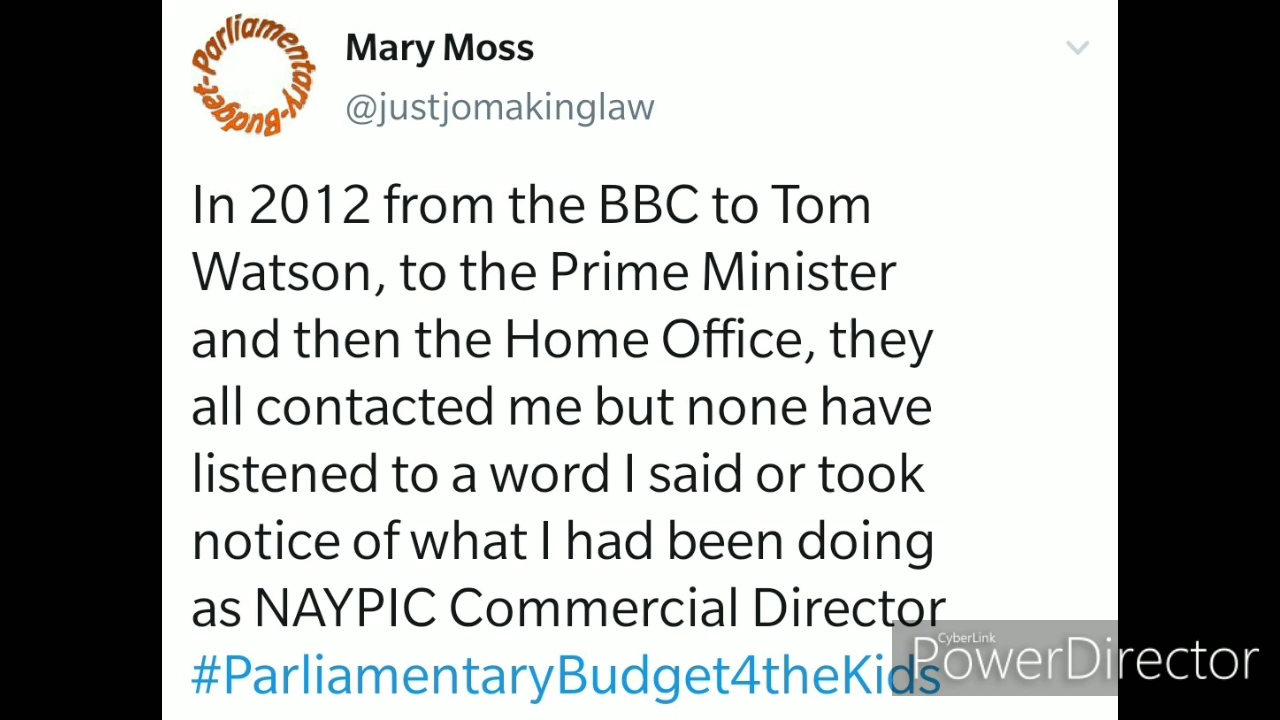 Parliamentary-Budget-
Mary Moss
@justjomakinglaw
In 2012 from the BBC to Tom
Watson, to the Prime Minister
and then the Home Office, they
all contacted me but none have
listened to a word I said or took
notice of what I had been doing
as NAYPIC Commercial Director
#ParliamentaryBudget4theKids
CyberLink
PowerDirector